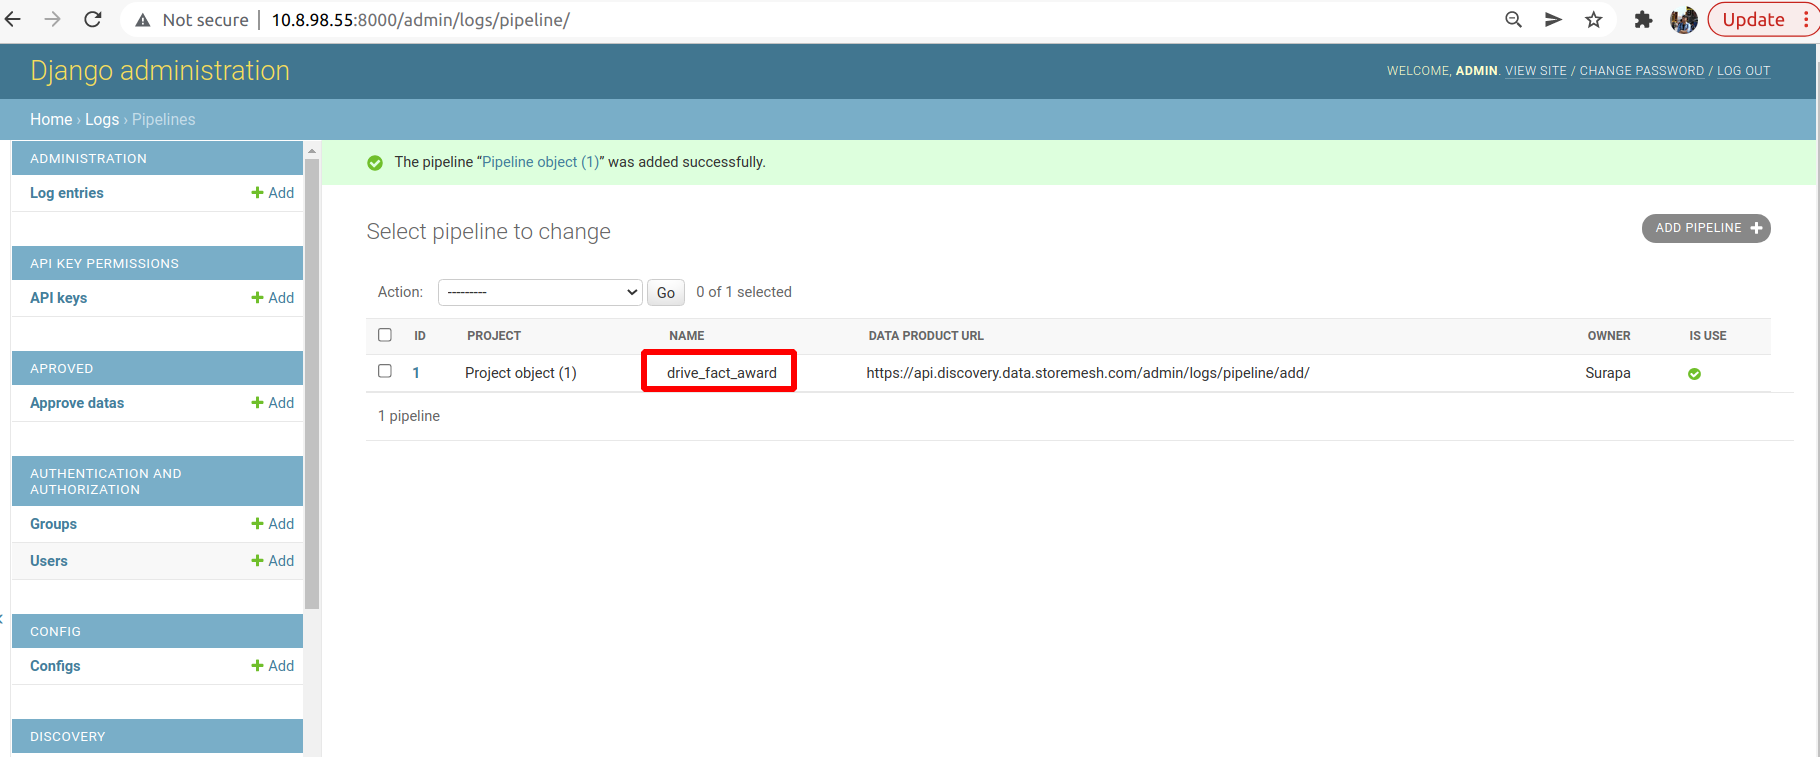 Not secure | 10.8.98.55:8000/admin/logs/pipeline/
Update
Django administration
WELCOME, ADMIN. VIEW SITE / CHANGE PASSWORD / LOG OUT
Home › Logs › Pipelines
ADMINISTRATION
Log entries + Add
API KEY PERMISSIONS
API keys + Add
APROVED
Approve datas + Add
AUTHENTICATION AND
AUTHORIZATION
Groups + Add
Users + Add
CONFIG
Configs + Add
DISCOVERY
The pipeline “Pipeline object (1)” was added successfully.
Select pipeline to change
ADD PIPELINE +
Action: --------- Go 0 of 1 selected
ID PROJECT NAME DATA PRODUCT URL OWNER IS USE
1 Project object (1) drive_fact_award https://api.discovery.data.storemesh.com/admin/logs/pipeline/add/ Surapa
1 pipeline